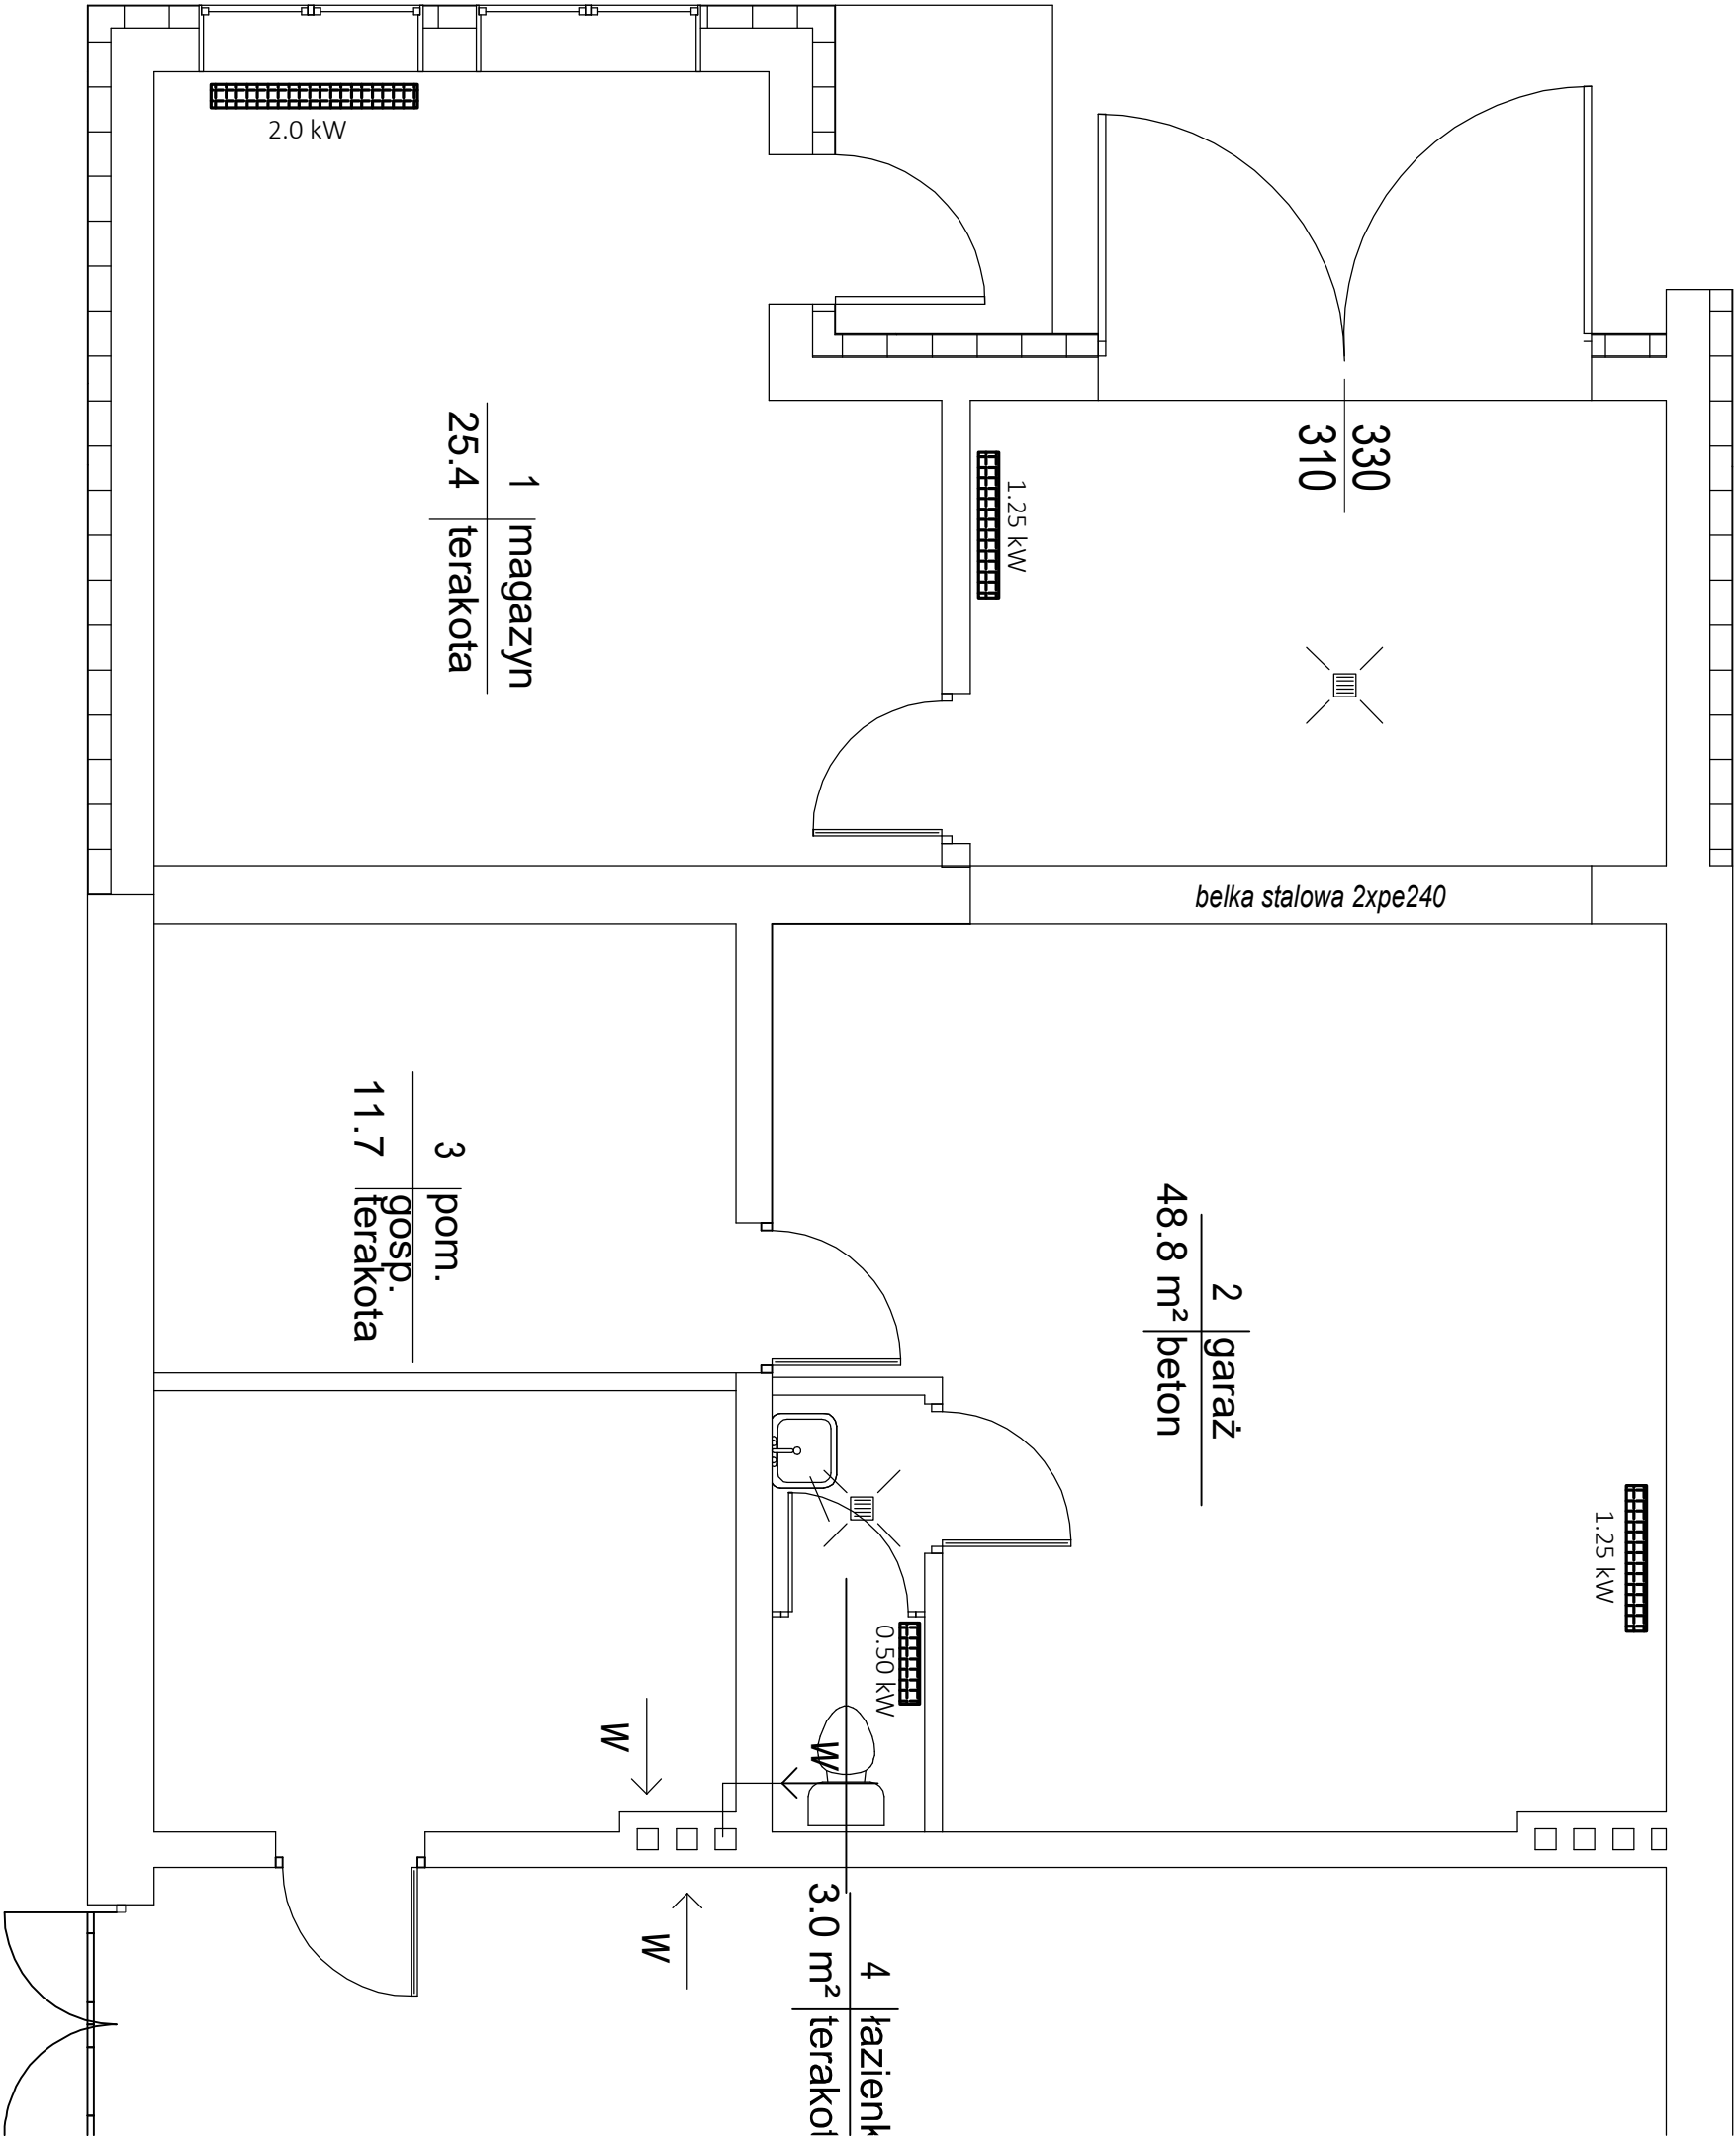 2.0 kW
330
310
1.25 kW
1 magazyn
25.4 terakota
belka stalowa 2xpe240
3 pom.
gosp.
11.7 terakota
2 garaż
48.8 m² beton
1.25 kW
0.50 kW
W
W
W
4 łazienk
3.0 m² terakot